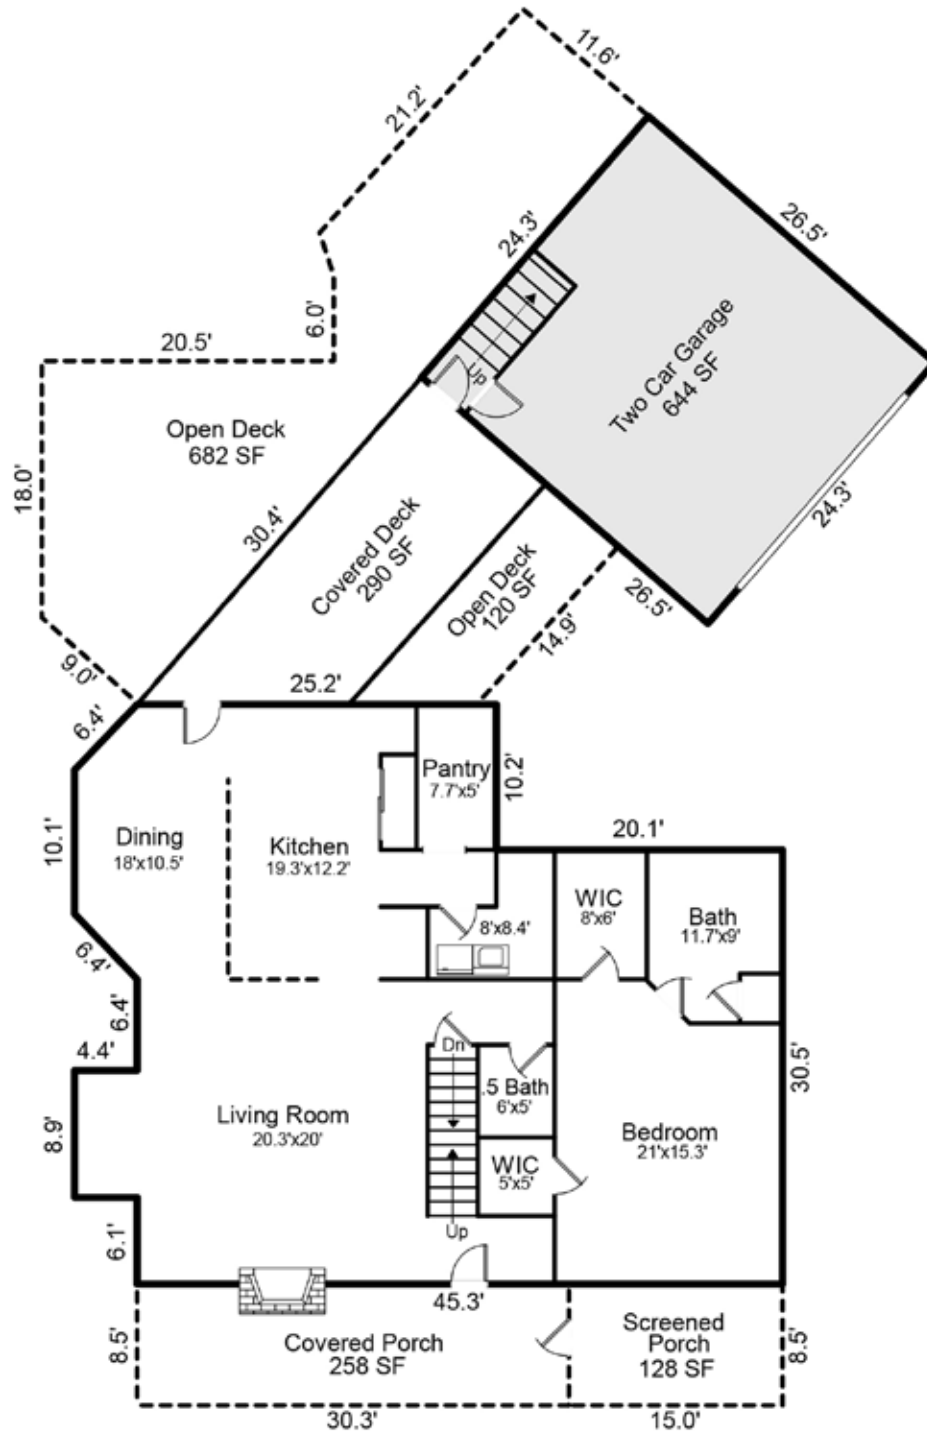 11.6'
21.2'
26.5'
24.3'
6.0'
20.5'
Up
Two Car Garage
644 SF
Open Deck
682 SF
18.0'
24.3'
30.4'
Covered Deck
290 SF
Open Deck
120 SF
26.5'
14.9'
9.0'
25.2'
6.4'
Pantry
7.7'x5'
10.2'
20.1'
10.1'
Dining
18'x10.5'
Kitchen
19.3'x12.2'
WIC
8'x6'
Bath
11.7'x9'
8'x8.4'
6.4'
6.4'
4.4'
Dn
30.5'
.5 Bath
6'x5'
8.9'
Living Room
20.3'x20'
Bedroom
21'x15.3'
WIC
5'x5'
6.1'
Up
45.3'
8.5'
Covered Porch
258 SF
Screened
Porch
128 SF
8.5'
30.3'
15.0'